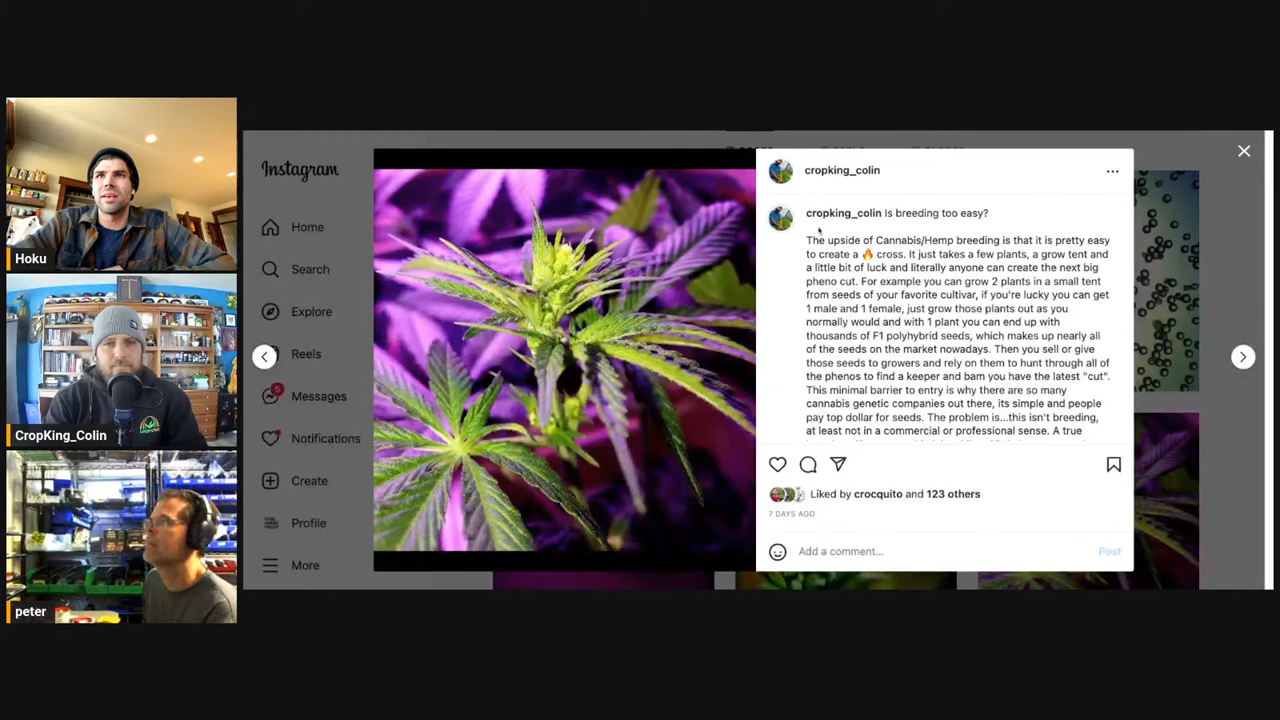 Hoku
CropKing_Colin
peter
Instagram
Home
Search
Explore
Reels
5
Messages
Notifications
Create
Profile
More
cropking_colin
cropking_colin Is breeding too easy?
The upside of Cannabis/Hemp breeding is that it is pretty easy
to create a 🔥 cross. It just takes a few plants, a grow tent and
a little bit of luck and literally anyone can create the next big
pheno cut. For example you can grow 2 plants in a small tent
from seeds of your favorite cultivar, if you're lucky you can get
1 male and 1 female, just grow those plants out as you
normally would and with 1 plant you can end up with
thousands of F1 polyhybrid seeds, which makes up nearly all
of the seeds on the market nowadays. Then you sell or give
those seeds to growers and rely on them to hunt through all of
the phenos to find a keeper and bam you have the latest "cut".
This minimal barrier to entry is why there are so many
cannabis genetic companies out there, its simple and people
pay top dollar for seeds. The problem is...this isn't breeding,
at least not in a commercial or professional sense. A true
Liked by crocquito and 123 others
7 DAYS AGO
Add a comment...
Post